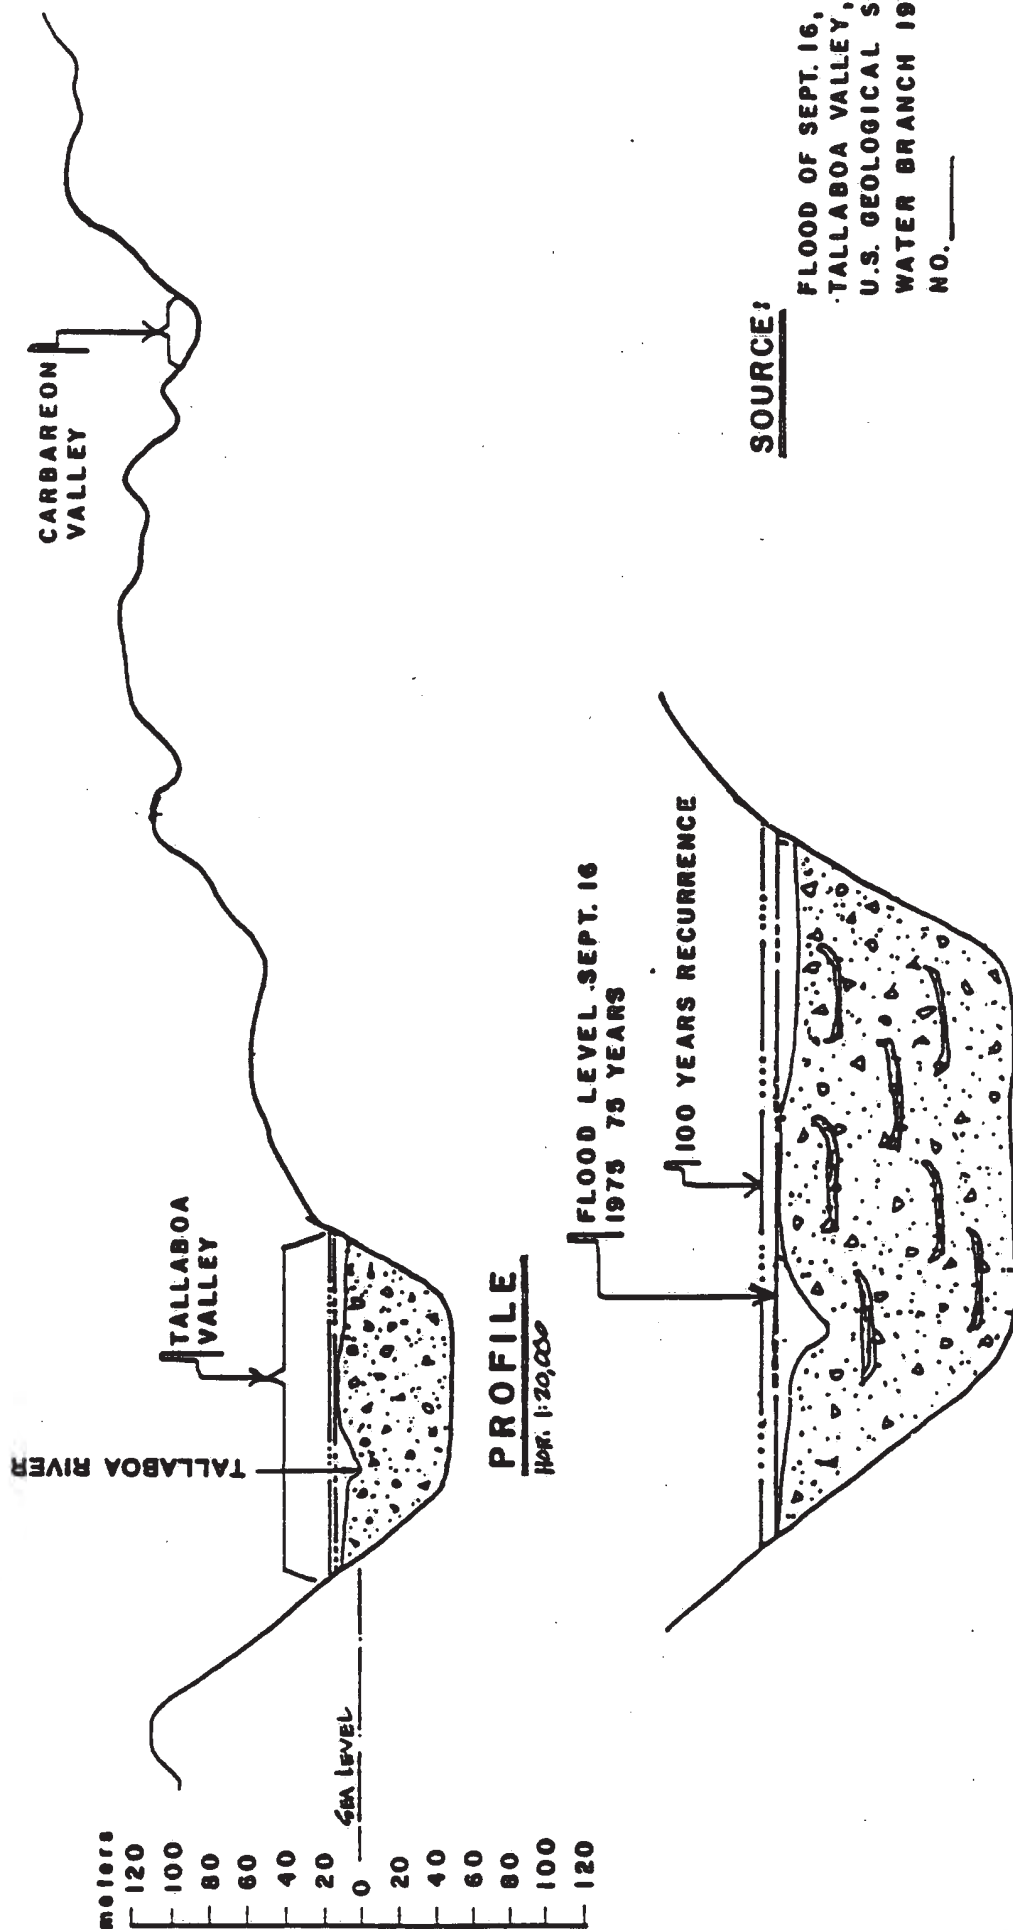 meters
120
100
80
60
40
20
0
20
40
60
80
100
120
SEA LEVEL
TALLABOA RIVER
TALLABOA
VALLEY
CARBAREON
VALLEY
PROFILE
HOR. 1:20,000
FLOOD LEVEL SEPT. 16
1975 75 YEARS
100 YEARS RECURRENCE
SOURCE:
FLOOD OF SEPT. 16,
TALLABOA VALLEY,
U.S. GEOLOGICAL S
WATER BRANCH 19
NO.